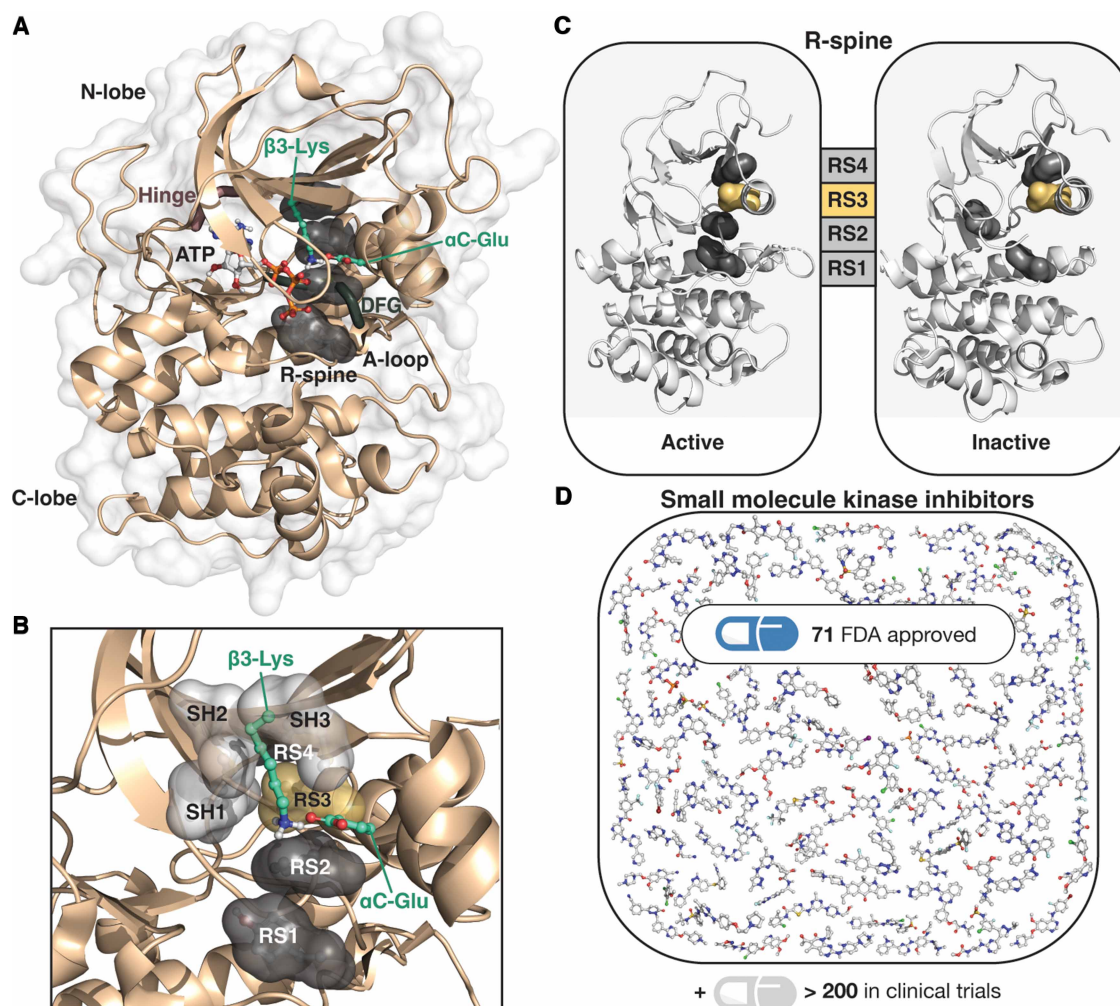 A
N-lobe
β3-Lys
Hinge
αC-Glu
ATP
DFG
A-loop
R-spine
C-lobe
B
β3-Lys
SH2
SH3
RS4
RS3
SH1
RS2
αC-Glu
RS1
C
R-spine
RS4
RS3
RS2
RS1
Active
Inactive
D
Small molecule kinase inhibitors
71 FDA approved
+ > 200 in clinical trials